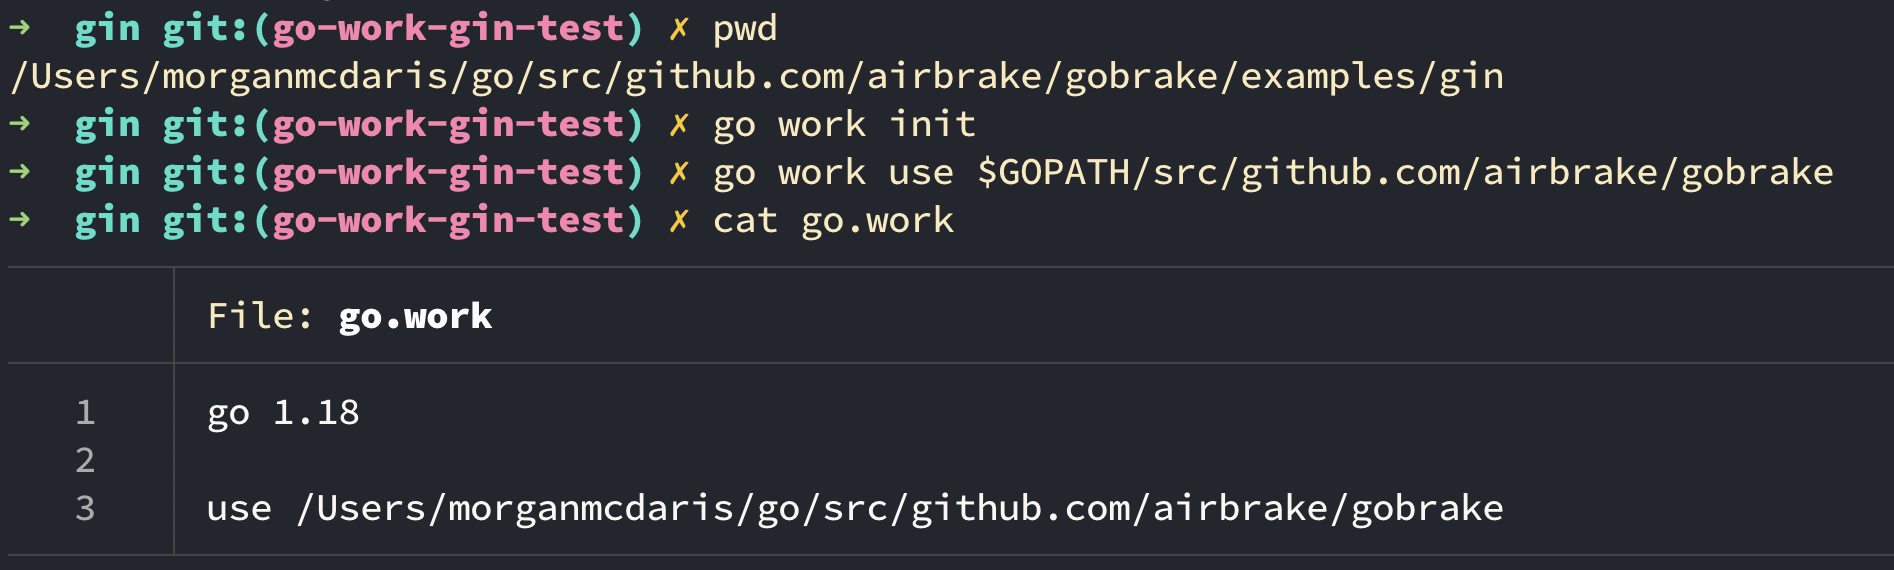 ➜  gin git:(go-work-gin-test) ✗ pwd
/Users/morganmcdaris/go/src/github.com/airbrake/gobrake/examples/gin
➜  gin git:(go-work-gin-test) ✗ go work init
➜  gin git:(go-work-gin-test) ✗ go work use $GOPATH/src/github.com/airbrake/gobrake
➜  gin git:(go-work-gin-test) ✗ cat go.work
File: go.work
1 go 1.18
2
3 use /Users/morganmcdaris/go/src/github.com/airbrake/gobrake